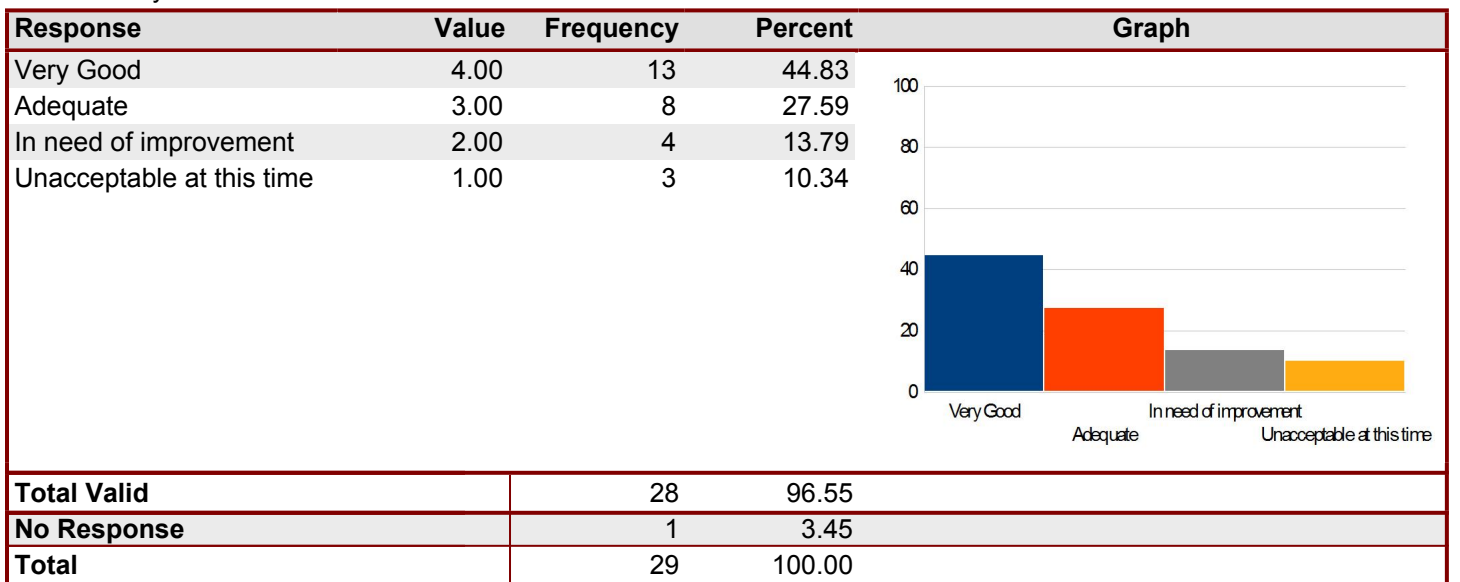 Response Value Frequency Percent Graph
Very Good 4.00 13 44.83
Adequate 3.00 8 27.59
In need of improvement 2.00 4 13.79
Unacceptable at this time 1.00 3 10.34
100
80
60
40
20
0
Very Good In need of improvement
Adequate Unacceptable at this time
Total Valid 28 96.55
No Response 1 3.45
Total 29 100.00